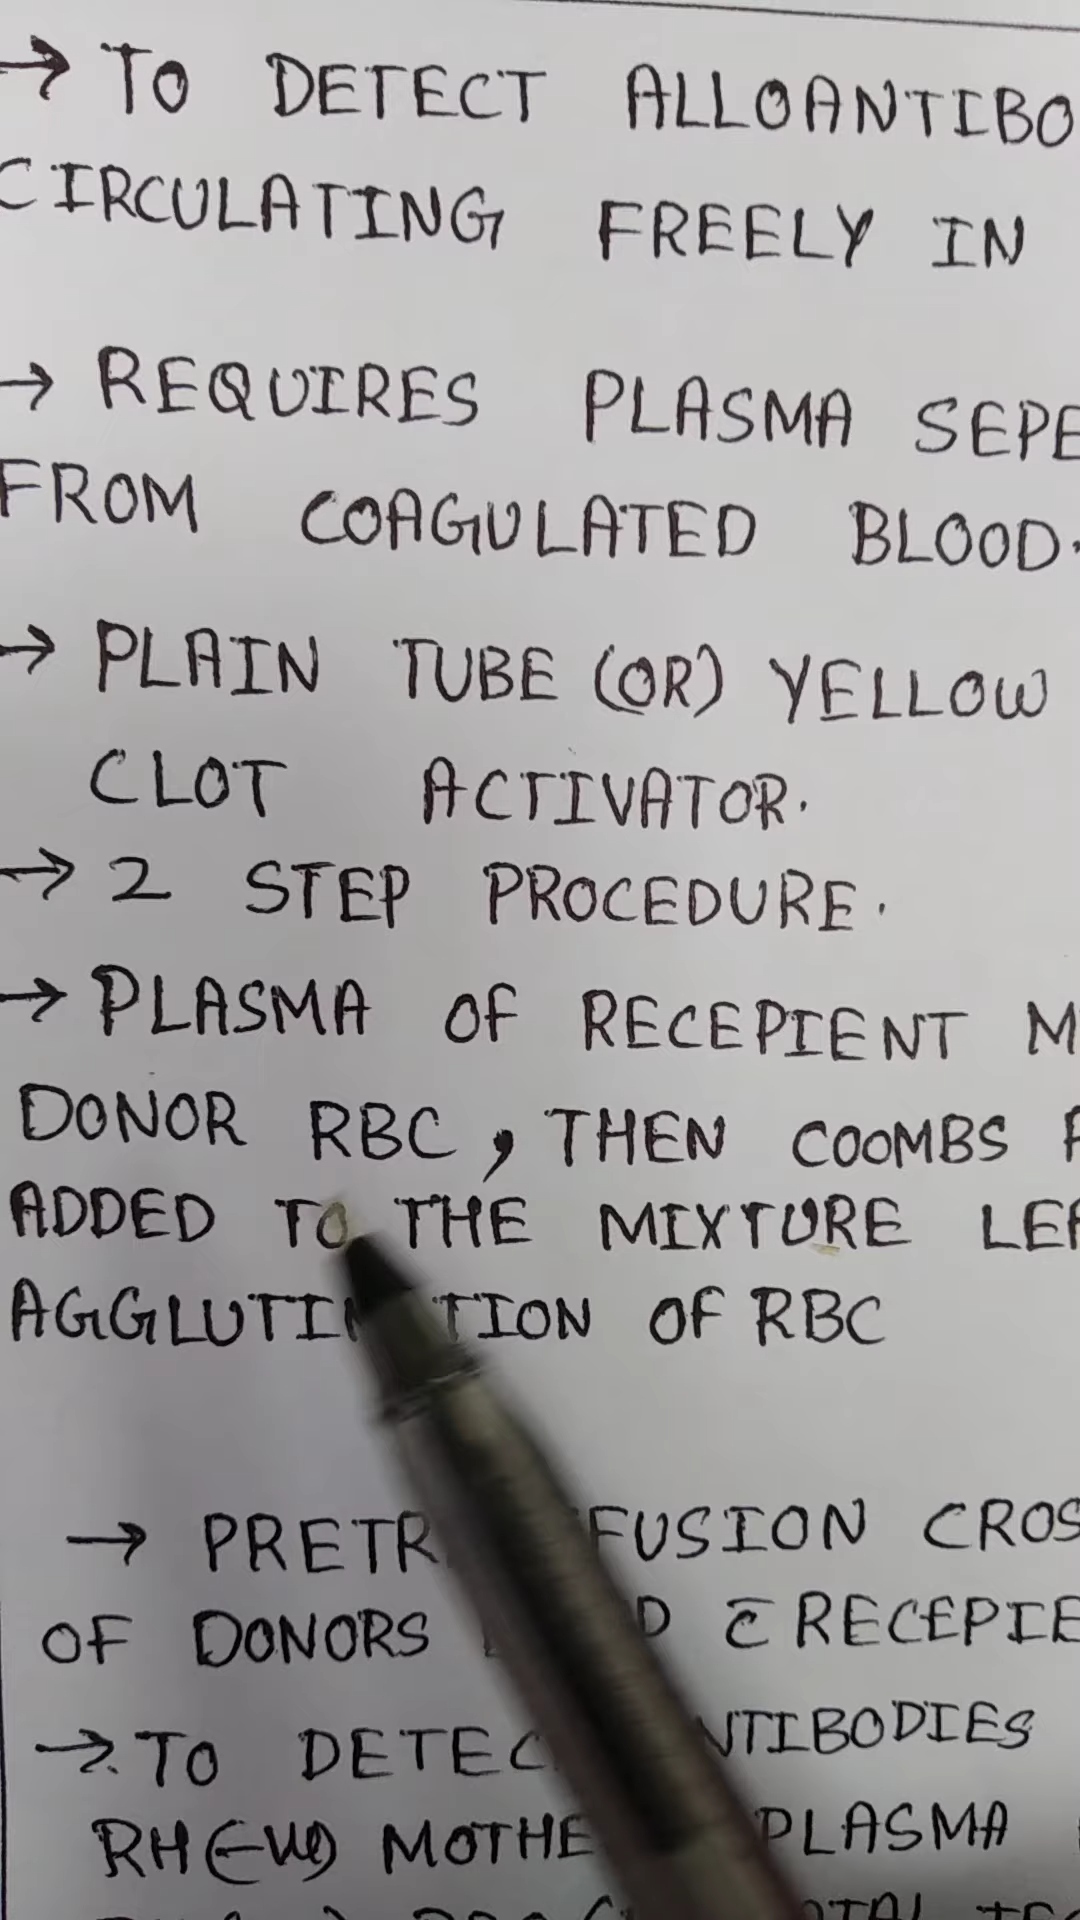 → TO DETECT ALLOANTIBO
CIRCULATING FREELY IN
→ REQUIRES PLASMA SEPE
FROM COAGULATED BLOOD.
→ PLAIN TUBE (OR) YELLOW
CLOT ACTIVATOR.
→ 2 STEP PROCEDURE.
→ PLASMA OF RECEPIENT M
DONOR RBC, THEN COOMBS
ADDED TO THE MIXTURE LEA
AGGLUTI TION OF RBC
→ PRETR FUSION CROS
OF DONORS D C̅ RECEPIE
→ TO DETEC NTIBODIES
RH(-ve) MOTHE PLASMA